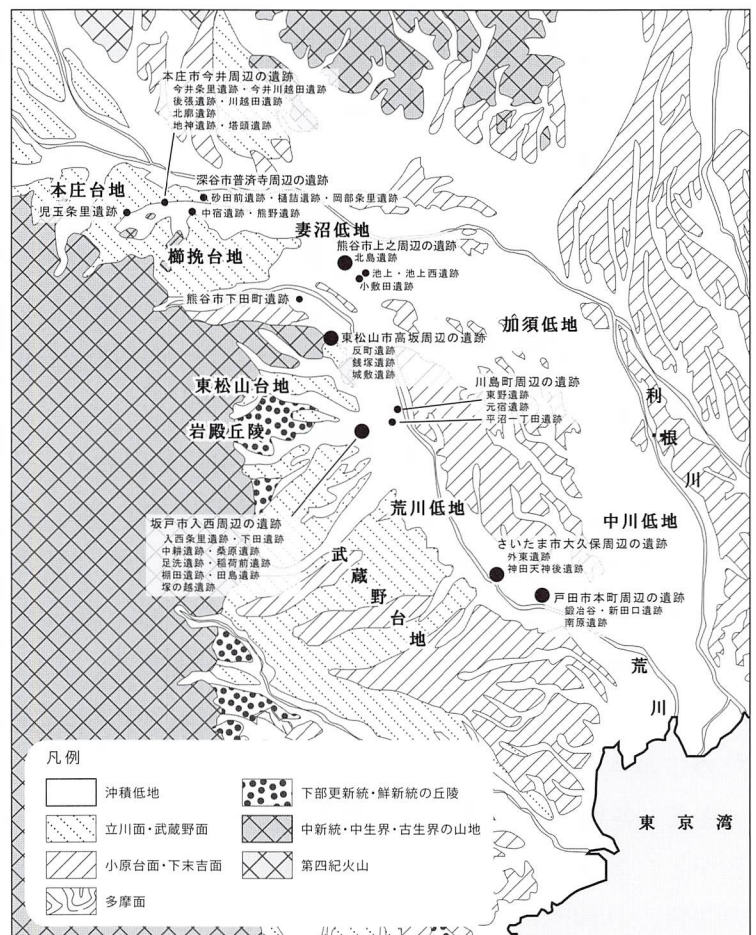 本庄市今井周辺の遺跡
今井条里遺跡・今井川越田遺跡
後張遺跡・川越田遺跡
北廓遺跡
地神遺跡・塔頭遺跡
深谷市普済寺周辺の遺跡
砂田前遺跡・樋詰遺跡・岡部条里遺跡
中宿遺跡・熊野遺跡
本庄台地
児玉条里遺跡
櫛挽台地
妻沼低地
熊谷市上之周辺の遺跡
北島遺跡
池上・池上西遺跡
小敷田遺跡
熊谷市下田町遺跡
加須低地
東松山市高坂周辺の遺跡
反町遺跡
銭塚遺跡
城敷遺跡
東松山台地
川島町周辺の遺跡
東野遺跡
元宿遺跡
平沼一丁田遺跡
岩殿丘陵
利根川
荒川低地
中川低地
坂戸市入西周辺の遺跡
入西条里遺跡・下田遺跡
中耕遺跡・桑原遺跡
足洗遺跡・稲荷前遺跡
棚田遺跡・田島遺跡
塚の越遺跡
さいたま市大久保周辺の遺跡
外東遺跡
神田天神後遺跡
武蔵野台地
戸田市本町周辺の遺跡
鍛冶谷・新田口遺跡
南原遺跡
荒川
東京湾
凡例
沖積低地
立川面・武蔵野面
小原台面・下末吉面
多摩面
下部更新統・鮮新統の丘陵
中新統・中生界・古生界の山地
第四紀火山